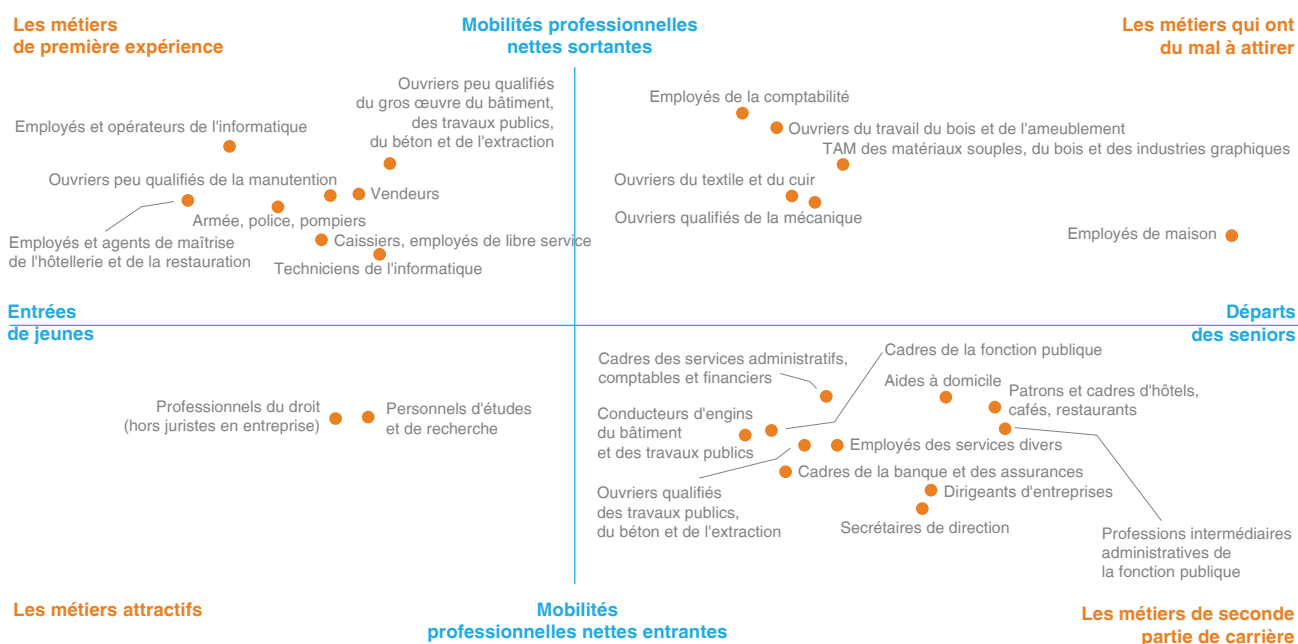 Les métiers
de première expérience
Mobilités professionnelles
nettes sortantes
Les métiers qui ont
du mal à attirer
Ouvriers peu qualifiés
du gros œuvre du bâtiment,
des travaux publics,
du béton et de l'extraction
Employés et opérateurs de l'informatique
Ouvriers peu qualifiés de la manutention
Vendeurs
Armée, police, pompiers
Employés et agents de maîtrise
de l'hôtellerie et de la restauration
Caissiers, employés de libre service
Techniciens de l'informatique
Employés de la comptabilité
Ouvriers du travail du bois et de l'ameublement
TAM des matériaux souples, du bois et des industries graphiques
Ouvriers du textile et du cuir
Ouvriers qualifiés de la mécanique
Employés de maison
Entrées
de jeunes
Départs
des seniors
Professionnels du droit
(hors juristes en entreprise)
Personnels d'études
et de recherche
Cadres des services administratifs,
comptables et financiers
Cadres de la fonction publique
Aides à domicile
Patrons et cadres d'hôtels,
cafés, restaurants
Conducteurs d'engins
du bâtiment
et des travaux publics
Employés des services divers
Cadres de la banque et des assurances
Ouvriers qualifiés
des travaux publics,
du béton et de l'extraction
Dirigeants d'entreprises
Secrétaires de direction
Professions intermédiaires
administratives de
la fonction publique
Les métiers attractifs
Mobilités
professionnelles nettes entrantes
Les métiers de seconde
partie de carrière